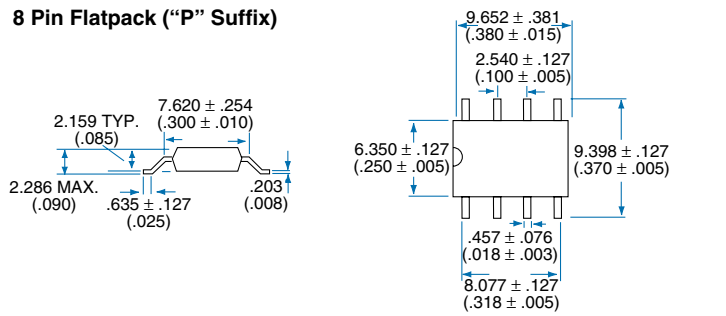 8 Pin Flatpack (“P” Suffix)
9.652 ± .381
(.380 ± .015)
2.540 ± .127
(.100 ± .005)
7.620 ± .254
(.300 ± .010)
2.159 TYP.
(.085)
6.350 ± .127
(.250 ± .005)
9.398 ± .127
(.370 ± .005)
2.286 MAX.
(.090)
.635 ± .127
(.025)
.203
(.008)
.457 ± .076
(.018 ± .003)
8.077 ± .127
(.318 ± .005)